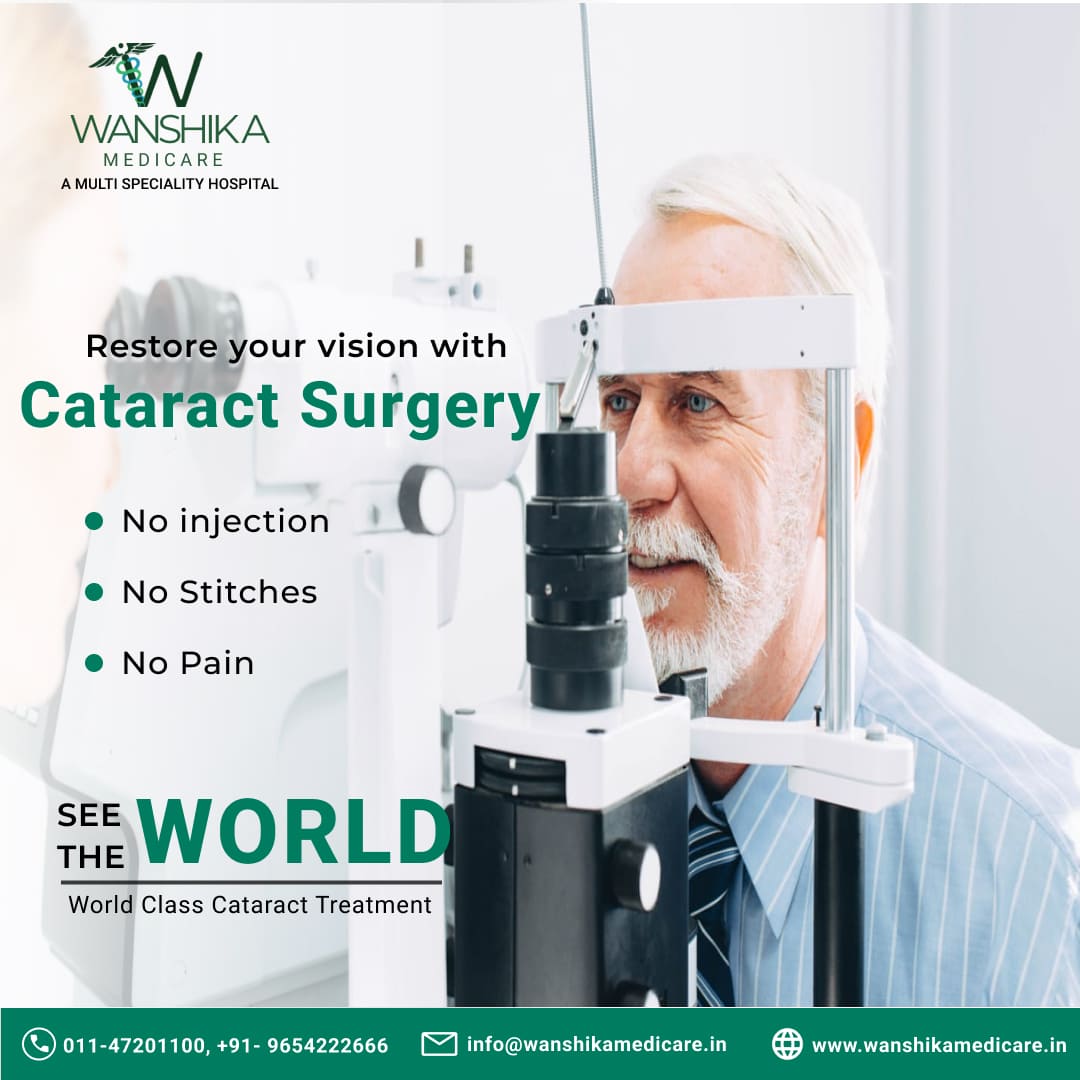 W
WANSHIKA
MEDICARE
A MULTI SPECIALITY HOSPITAL
Restore your vision with
Cataract Surgery
No injection
No Stitches
No Pain
SEE
THE WORLD
World Class Cataract Treatment
011-47201100, +91- 9654222666
info@wanshikamedicare.in
www.wanshikamedicare.in